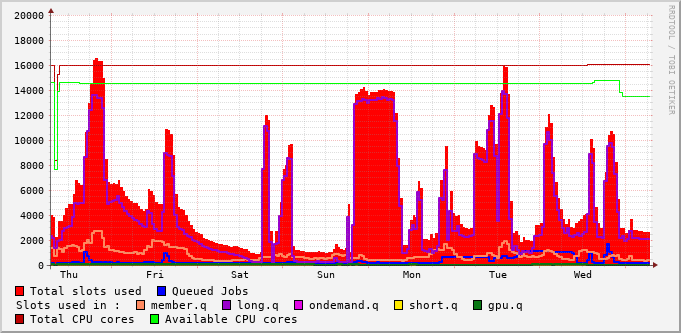 20000
18000
16000
14000
12000
10000
8000
6000
4000
2000
0
Thu Fri Sat Sun Mon Tue Wed
RRDTOOL / TOBI OETIKER
Total slots used Queued Jobs
Slots used in : member.q long.q ondemand.q short.q gpu.q
Total CPU cores Available CPU cores